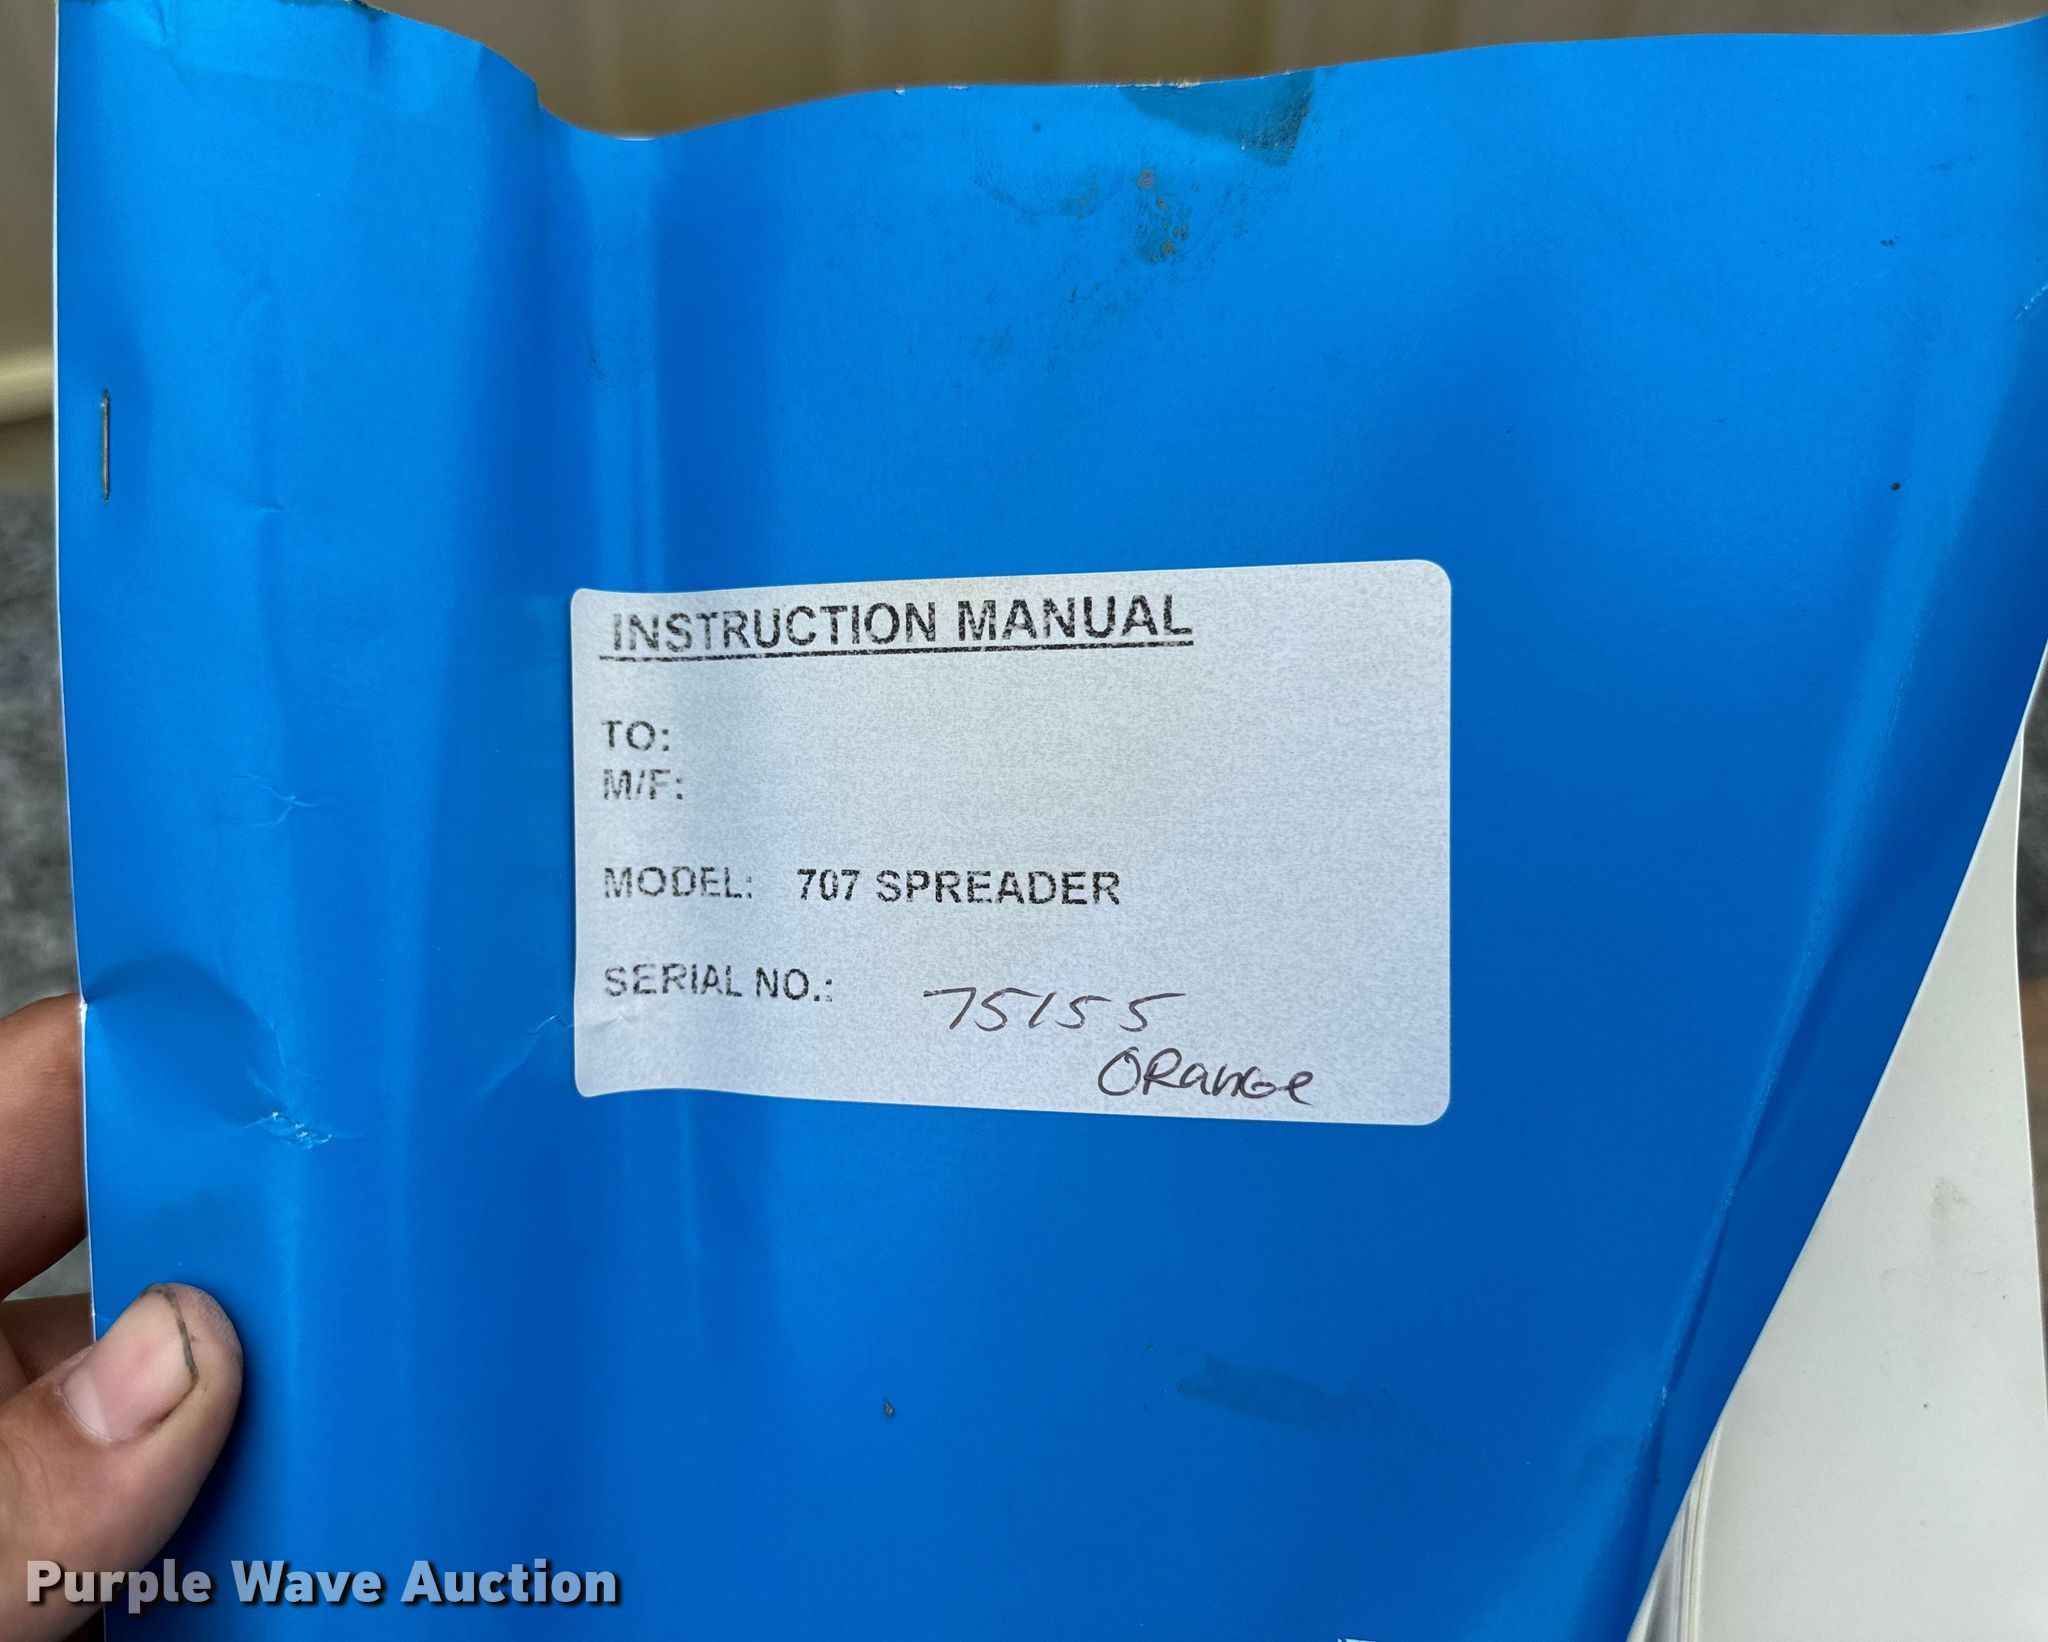 INSTRUCTION MANUAL
TO:
M/F:
MODEL: 707 SPREADER
SERIAL NO.: 75155
ORange
Purple Wave Auction